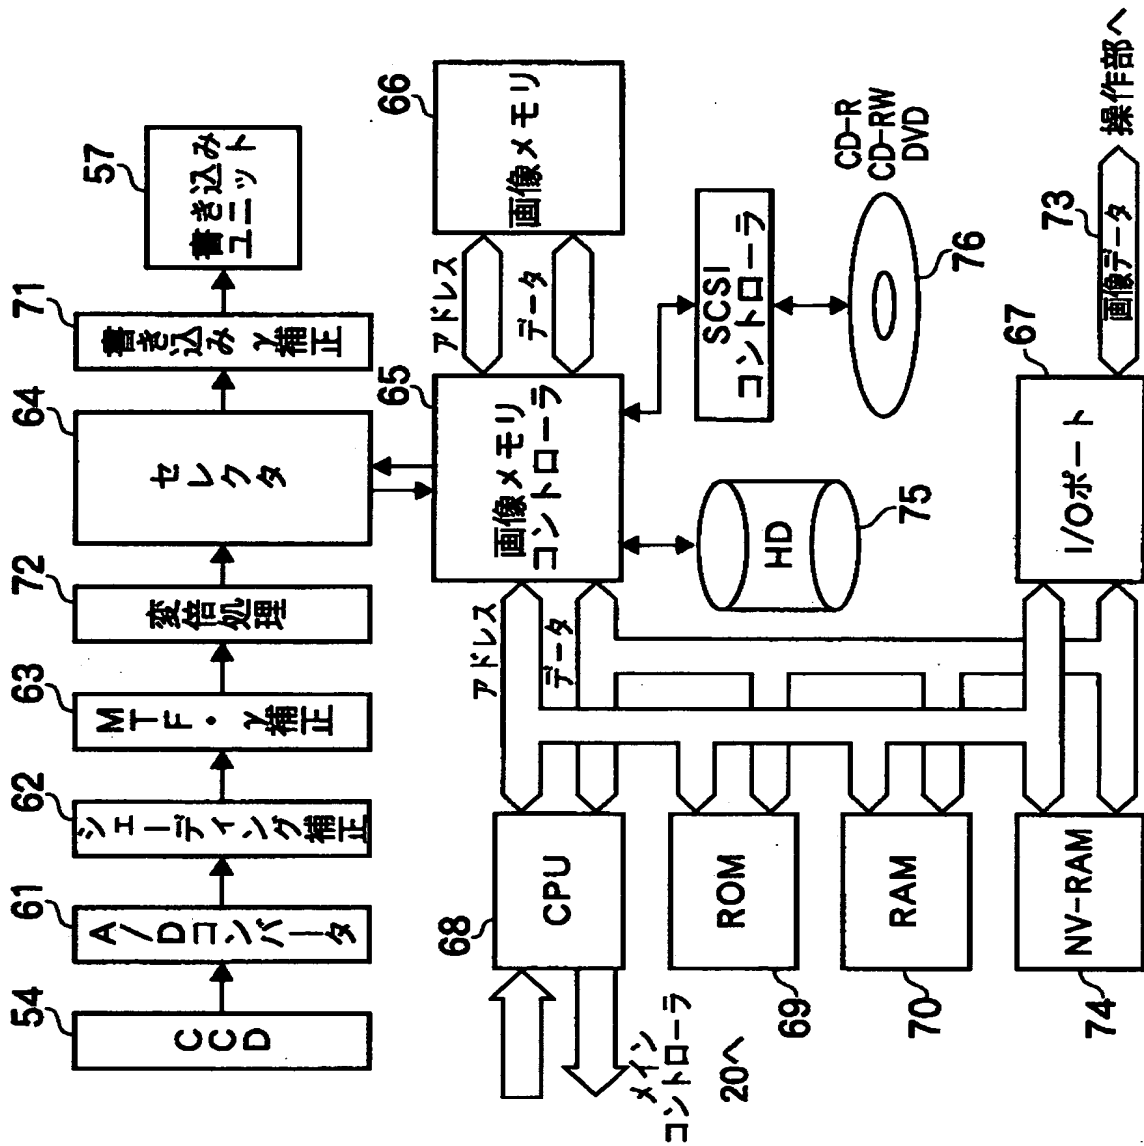 54
CCD
61
A/Dコンバータ
62
シェーディング補正
63
MTF・γ補正
72
変倍処理
64
セレクタ
71
書き込みγ補正
57
書き込み
ユニット
メイン
コントローラ
20へ
68
CPU
アドレス
データ
65
画像メモリ
コントローラ
アドレス
データ
66
画像メモリ
69
ROM
HD
75
SCSI
コントローラ
76
CD-R
CD-RW
DVD
70
RAM
74
NV-RAM
67
I/Oポート
73
画像データ
操作部へ